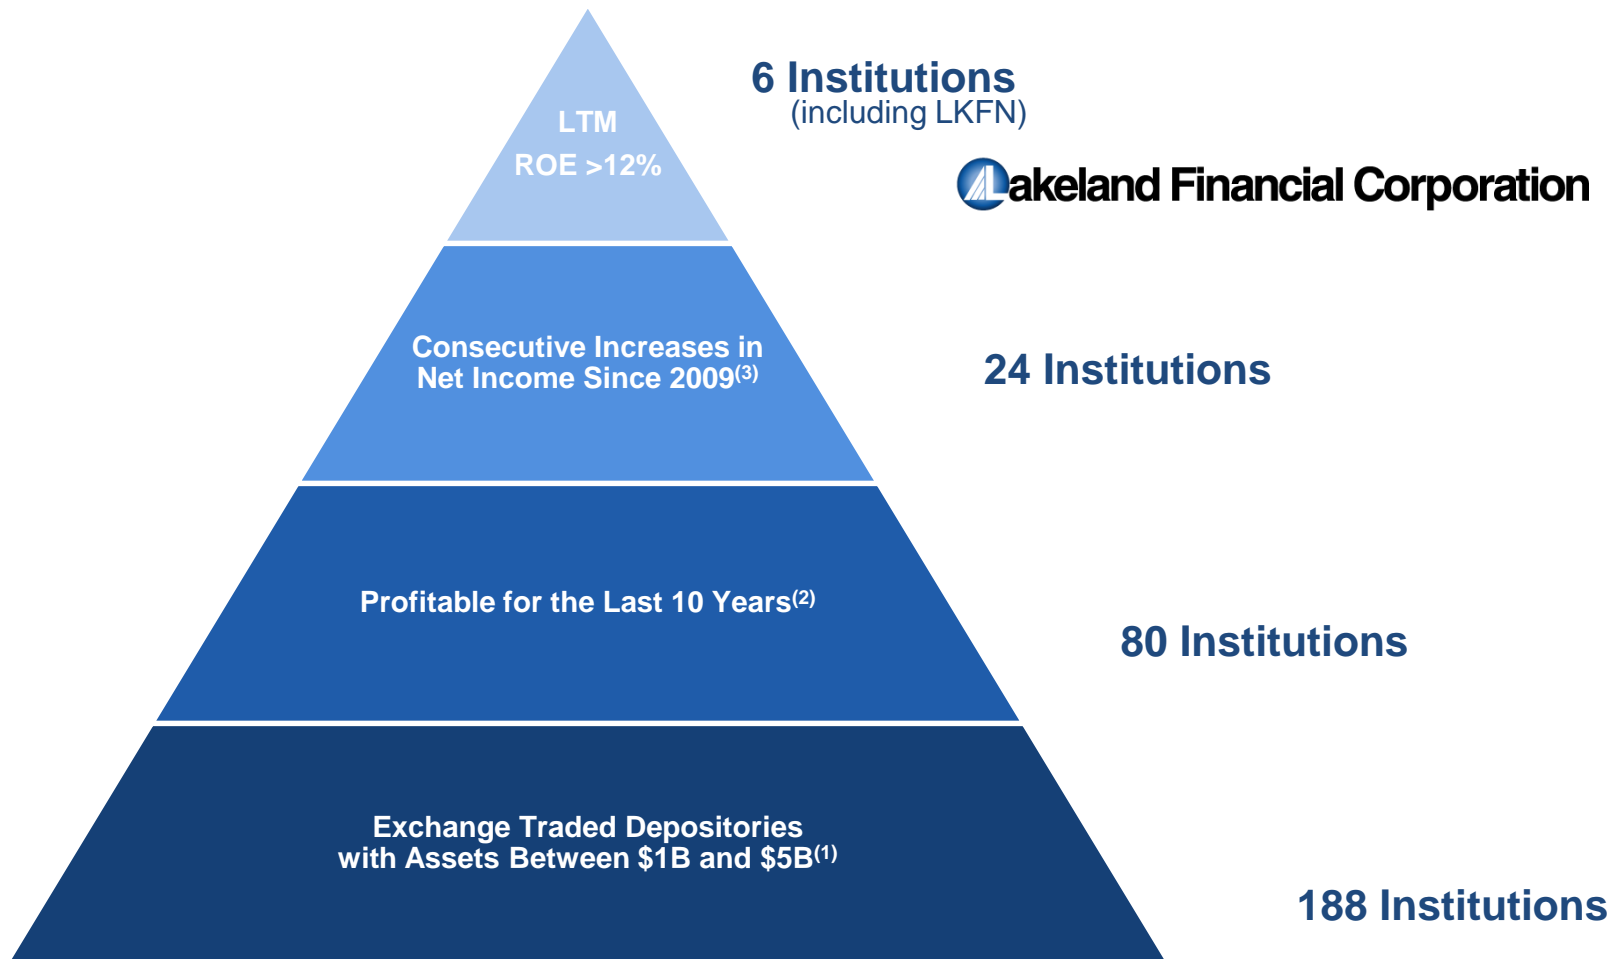 6 Institutions
(including LKFN)
LTM
ROE >12%
Lakeland Financial Corporation
Consecutive Increases in
Net Income Since 2009(3)
24 Institutions
Profitable for the Last 10 Years(2)
80 Institutions
Exchange Traded Depositories
with Assets Between $1B and $5B(1)
188 Institutions